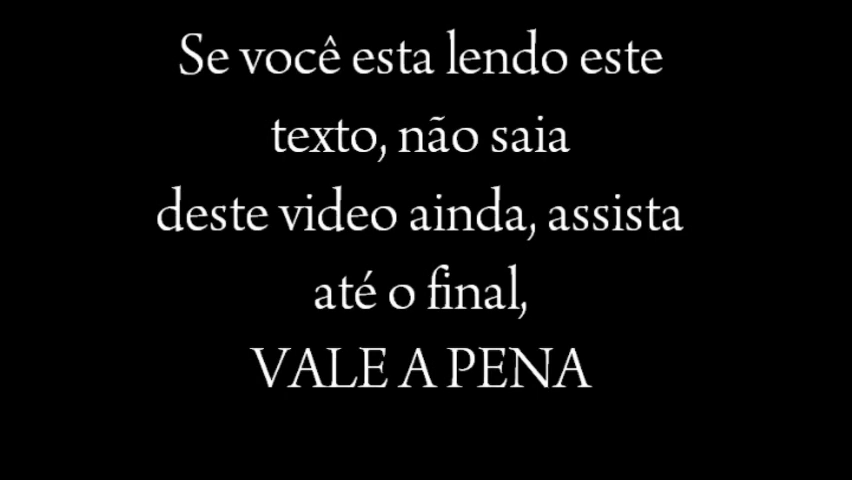 Se você esta lendo este
texto, não saia
deste video ainda, assista
até o final,
VALE A PENA